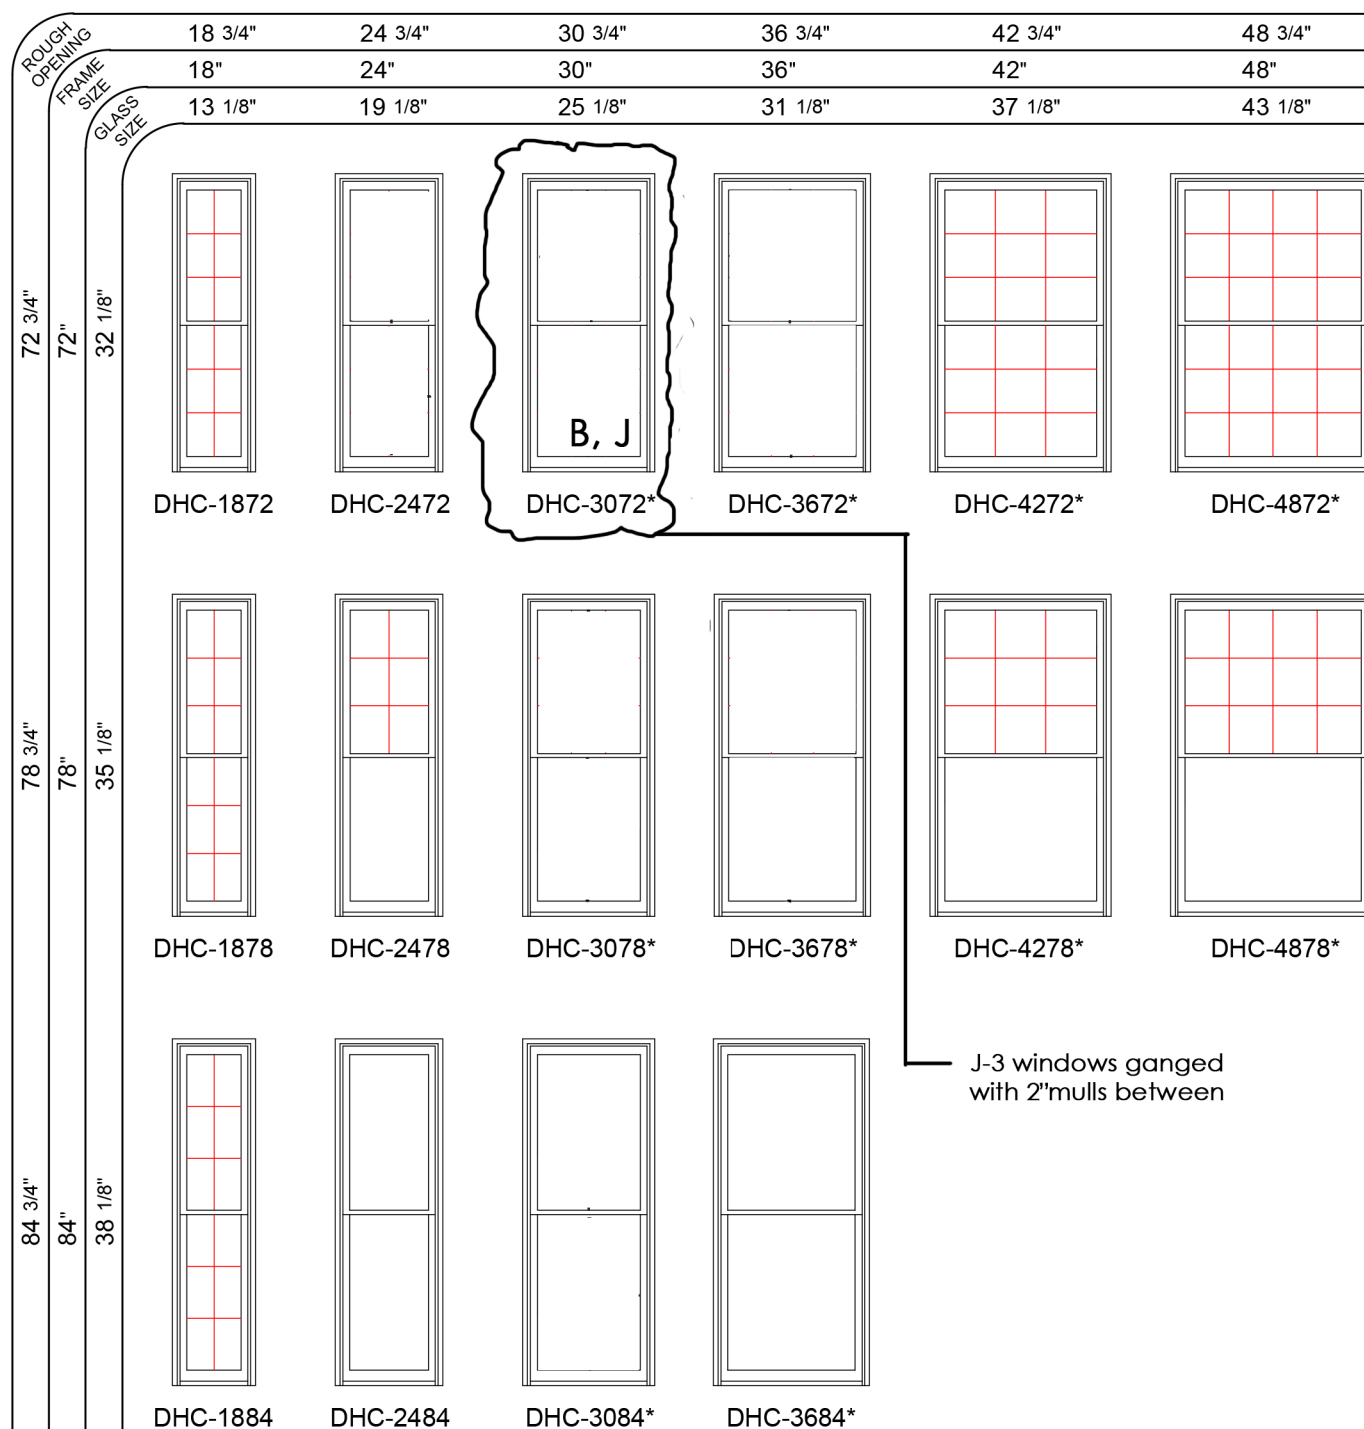 ROUGH OPENING 18 3/4" 24 3/4" 30 3/4" 36 3/4" 42 3/4" 48 3/4"
FRAME SIZE 18" 24" 30" 36" 42" 48"
GLASS SIZE 13 1/8" 19 1/8" 25 1/8" 31 1/8" 37 1/8" 43 1/8"
72 3/4" 72" 32 1/8"
B, J
DHC-1872 DHC-2472 DHC-3072* DHC-3672* DHC-4272* DHC-4872*
78 3/4" 78" 35 1/8"
DHC-1878 DHC-2478 DHC-3078* DHC-3678* DHC-4278* DHC-4878*
J-3 windows ganged
with 2"mulls between
84 3/4" 84" 38 1/8"
DHC-1884 DHC-2484 DHC-3084* DHC-3684*